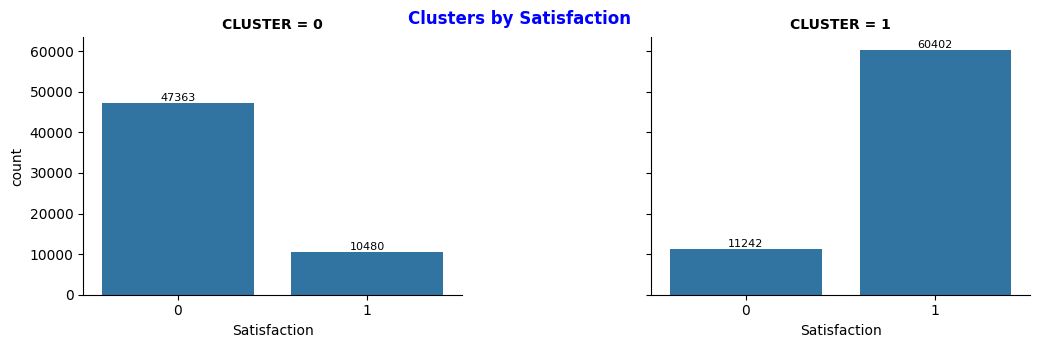 Clusters by Satisfaction
CLUSTER = 0
60000
50000
40000
30000
20000
10000
0
count
47363
10480
0
1
Satisfaction
CLUSTER = 1
11242
60402
0
1
Satisfaction